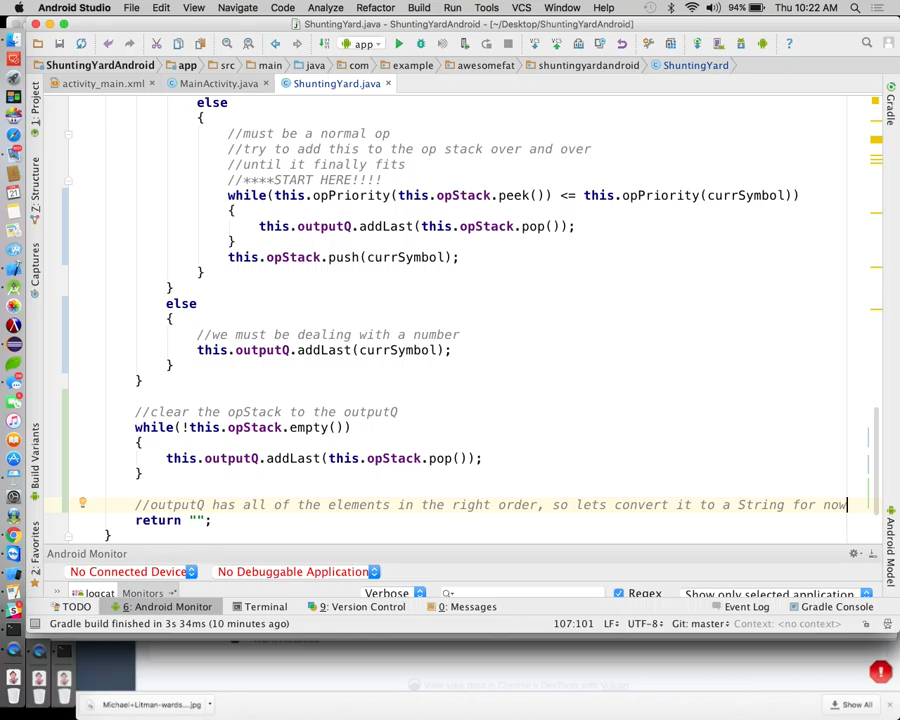 Android Studio File Edit View Navigate Code Analyze Refactor Build Run Tools VCS Window Help 94% Thu 10:22 AM
ShuntingYard.java - ShuntingYardAndroid - [~/Desktop/ShuntingYardAndroid]
app
ShuntingYardAndroid app src main java com example awesomefat shuntingyardandroid ShuntingYard
activity_main.xml MainActivity.java ShuntingYard.java
1: Project
7: Structure
Captures
Build Variants
2: Favorites
Gradle
Android Model
else
{
//must be a normal op
//try to add this to the op stack over and over
//until it finally fits
//****START HERE!!!!
while(this.opPriority(this.opStack.peek()) <= this.opPriority(currSymbol))
{
this.outputQ.addLast(this.opStack.pop());
}
this.opStack.push(currSymbol);
}
}
else
{
//we must be dealing with a number
this.outputQ.addLast(currSymbol);
}
}
//clear the opStack to the outputQ
while(!this.opStack.empty())
{
this.outputQ.addLast(this.opStack.pop());
}
//outputQ has all of the elements in the right order, so lets convert it to a String for now
return "";
}
Android Monitor
No Connected Device No Debuggable Application
logcat Monitors Verbose Regex Show only selected application
TODO 6: Android Monitor Terminal 9: Version Control 0: Messages Event Log Gradle Console
Gradle build finished in 3s 34ms (10 minutes ago) 107:101 LF UTF-8 Git: master Context: <no context>
Michael+Litman-wards....jpg Show All